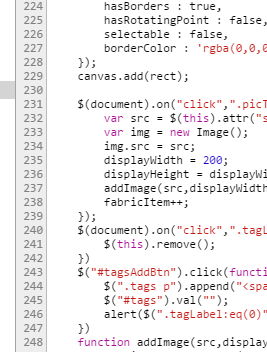 224 hasBorders : true,
225 hasRotatingPoint : false,
226 selectable : false,
227 borderColor : 'rgba(0,0,0
228 });
229 canvas.add(rect);
230
231 $(document).on("click",".picT
232 var src = $(this).attr("s
233 var img = new Image();
234 img.src = src;
235 displayWidth = 200;
236 displayHeight = displayWi
237 addImage(src,displayWidth
238 fabricItem++;
239 });
240 $(document).on("click",".tagL
241 $(this).remove();
242 })
243 $("#tagsAddBtn").click(functi
244 $(".tags p").append("<spa
245 $("#tags").val("");
246 alert($(".tagLabel:eq(0)"
247 })
248 function addImage(src,display